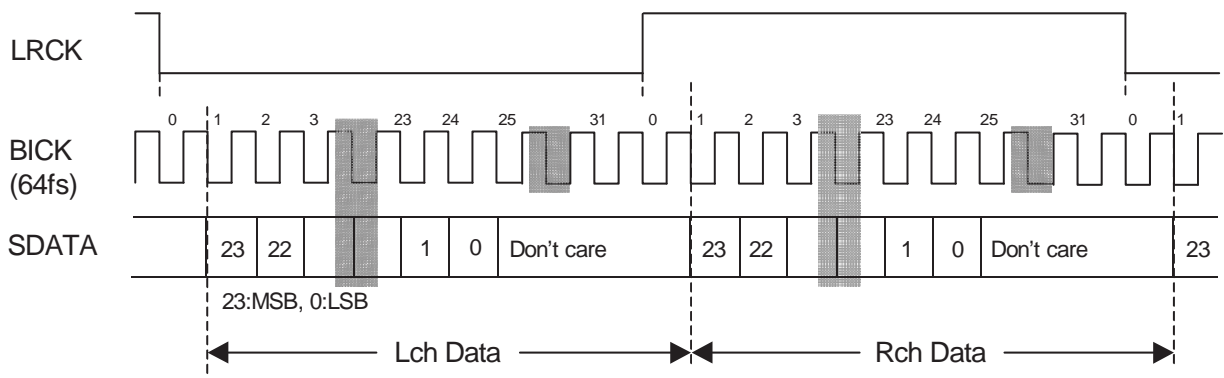 LRCK
0 1 2 3 23 24 25 31 0 1 2 3 23 24 25 31 0 1
BICK
(64fs)
SDATA 23 22 1 0 Don't care 23 22 1 0 Don't care 23
23:MSB, 0:LSB
Lch Data Rch Data